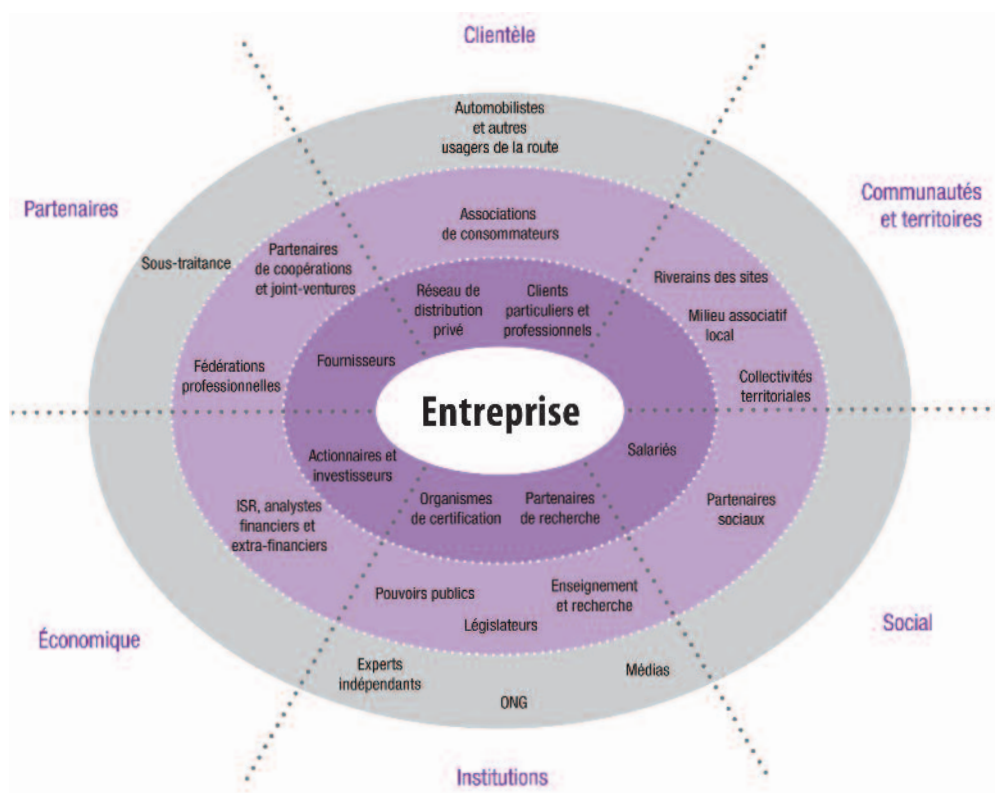 Clientèle
Automobilistes
et autres
usagers de la route
Partenaires
Communautés
et territoires
Associations
de consommateurs
Sous-traitance
Partenaires
de coopérations
et joint-ventures
Riverains des sites
Réseau de
distribution
privé
Clients
particuliers et
professionnels
Milieu associatif
local
Fournisseurs
Fédérations
professionnelles
Collectivités
territoriales
Entreprise
Actionnaires et
investisseurs
Salariés
Organismes
de certification
Partenaires
de recherche
ISR, analystes
financiers et
extra-financiers
Partenaires
sociaux
Pouvoirs publics
Enseignement
et recherche
Législateurs
Économique
Social
Experts
indépendants
Médias
ONG
Institutions